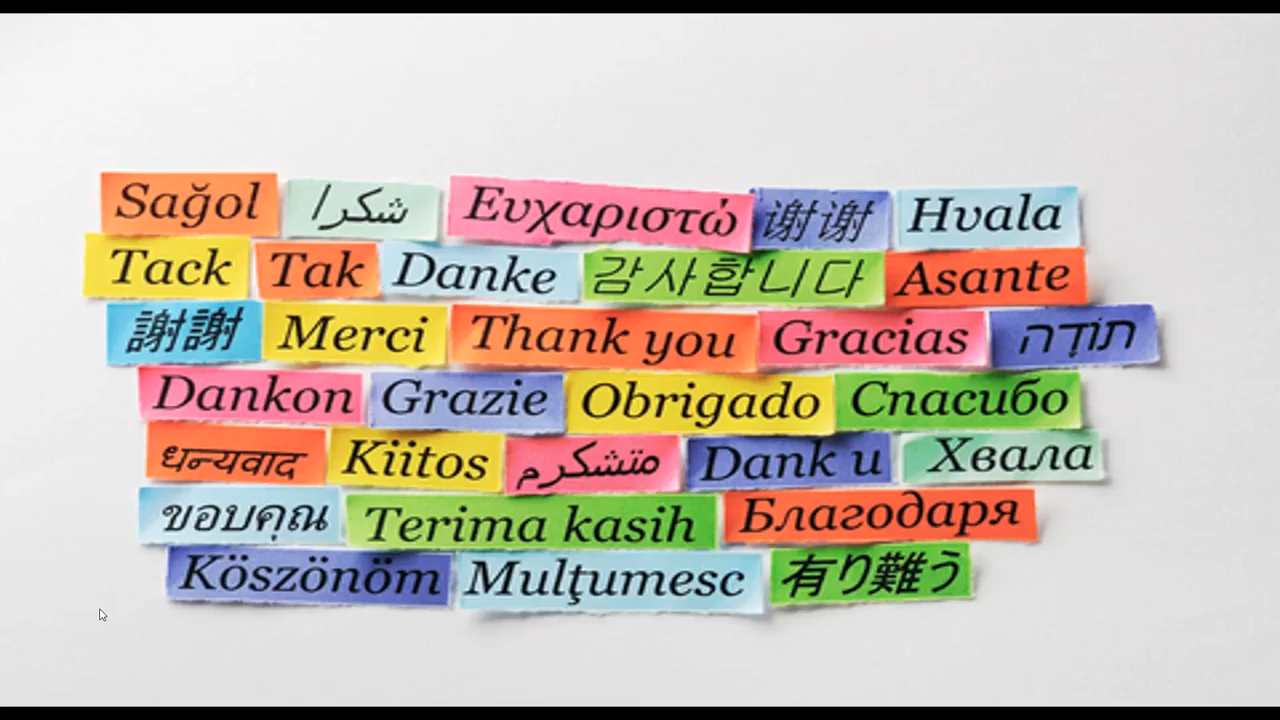 Sağol شكرا Ευχαριστώ 谢谢 Hvala
Tack Tak Danke 감사합니다 Asante
謝謝 Merci Thank you Gracias תּוֹדָה
Dankon Grazie Obrigado Спасибо
धन्यवाद Kiitos متشکرم Dank u Хвала
ขอบคุณ Terima kasih Благодаря
Köszönöm Mulţumesc 有り難う